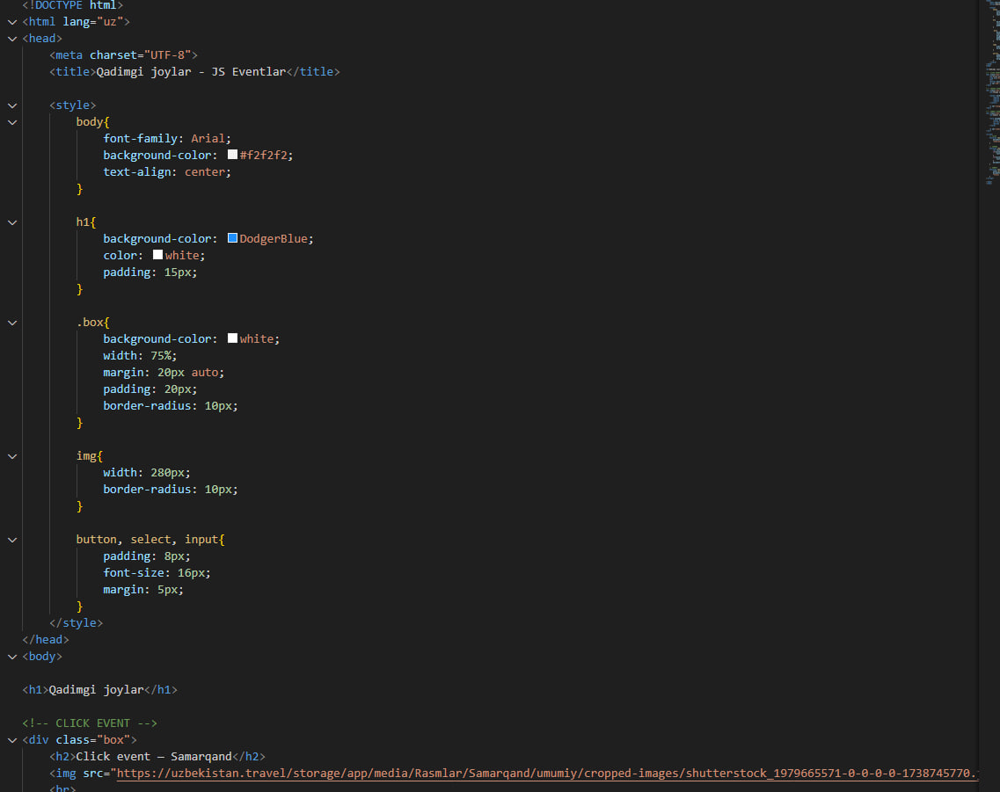 <!DOCTYPE html>
<html lang="uz">
<head>
    <meta charset="UTF-8">
    <title>Qadimgi joylar - JS Eventlar</title>

    <style>
        body{
            font-family: Arial;
            background-color: #f2f2f2;
            text-align: center;
        }

        h1{
            background-color: DodgerBlue;
            color: white;
            padding: 15px;
        }

        .box{
            background-color: white;
            width: 75%;
            margin: 20px auto;
            padding: 20px;
            border-radius: 10px;
        }

        img{
            width: 280px;
            border-radius: 10px;
        }

        button, select, input{
            padding: 8px;
            font-size: 16px;
            margin: 5px;
        }
    </style>
</head>
<body>

<h1>Qadimgi joylar</h1>

<!-- CLICK EVENT -->
<div class="box">
    <h2>Click event — Samarqand</h2>
    <img src="https://uzbekistan.travel/storage/app/media/Rasmlar/Samarqand/umumiy/cropped-images/shutterstock_1979665571-0-0-0-0-1738745770.
    <br>